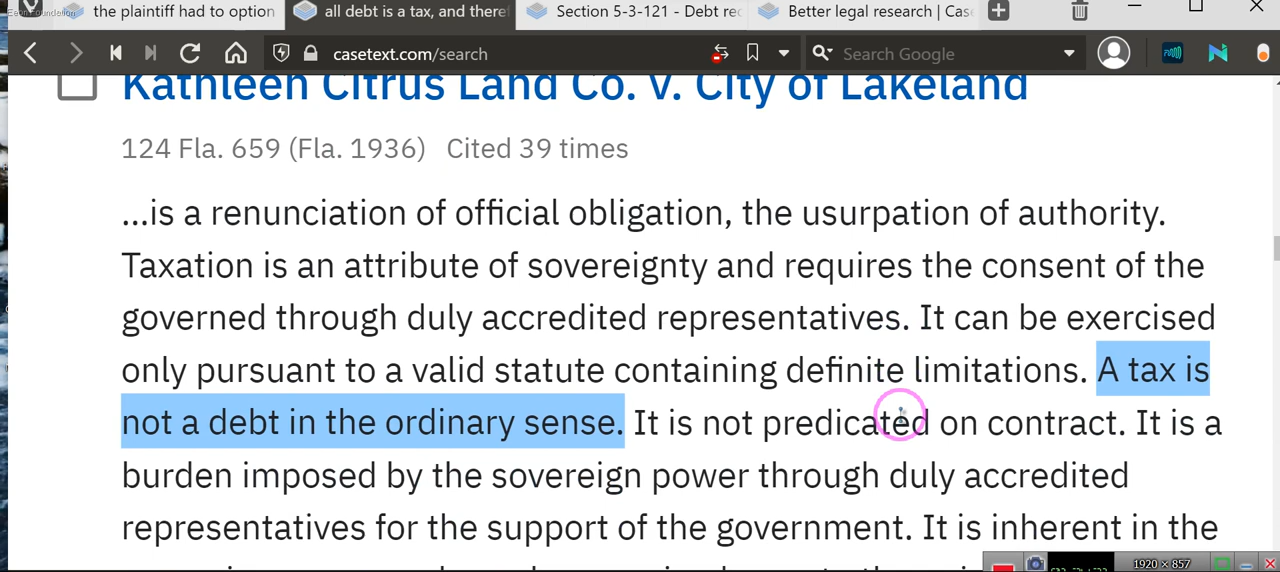 Eeon Foundation
the plaintiff had to option
all debt is a tax, and there
Section 5-3-121 - Debt rec
Better legal research | Cas
casetext.com/search
Search Google
Kathleen Citrus Land Co. v. City of Lakeland
124 Fla. 659 (Fla. 1936) Cited 39 times
...is a renunciation of official obligation, the usurpation of authority.
Taxation is an attribute of sovereignty and requires the consent of the
governed through duly accredited representatives. It can be exercised
only pursuant to a valid statute containing definite limitations. A tax is
not a debt in the ordinary sense. It is not predicated on contract. It is a
burden imposed by the sovereign power through duly accredited
representatives for the support of the government. It is inherent in the
1920 × 857